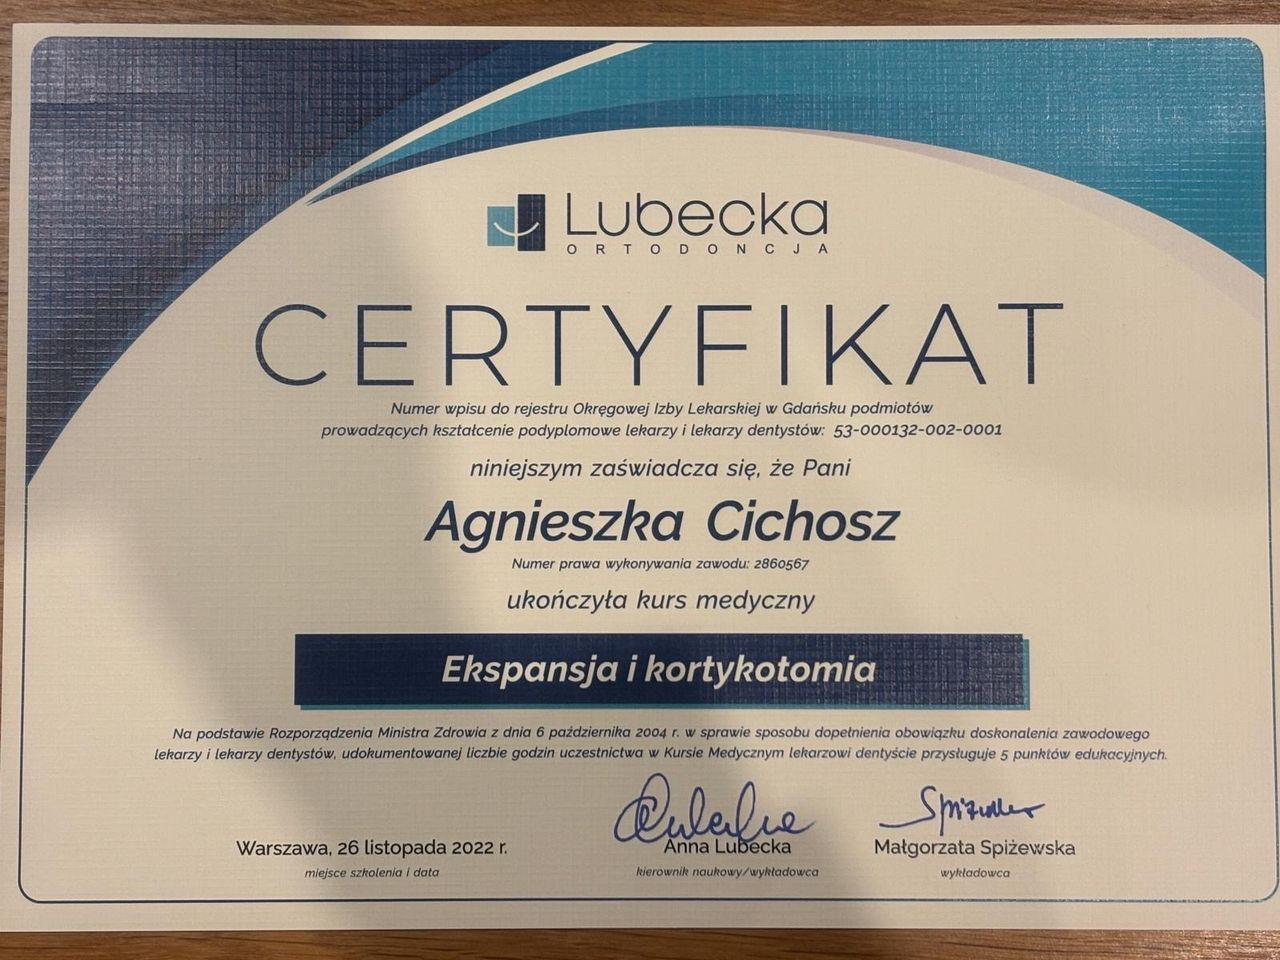 Lubecka
ORTODONCJA
CERTYFIKAT
Numer wpisu do rejestru Okręgowej Izby Lekarskiej w Gdańsku podmiotów
prowadzących kształcenie podyplomowe lekarzy i lekarzy dentystów: 53-000132-002-0001
niniejszym zaświadcza się, że Pani
Agnieszka Cichosz
Numer prawa wykonywania zawodu: 2860567
ukończyła kurs medyczny
Ekspansja i kortykotomia
Na podstawie Rozporządzenia Ministra Zdrowia z dnia 6 października 2004 r. w sprawie sposobu dopełnienia obowiązku doskonalenia zawodowego
lekarzy i lekarzy dentystów, udokumentowanej liczbie godzin uczestnictwa w Kursie Medycznym lekarzowi dentyście przysługuje 5 punktów edukacyjnych.
Warszawa, 26 listopada 2022 r.
miejsce szkolenia i data
Anna Lubecka
kierownik naukowy/wykładowca
Małgorzata Spiżewska
wykładowca